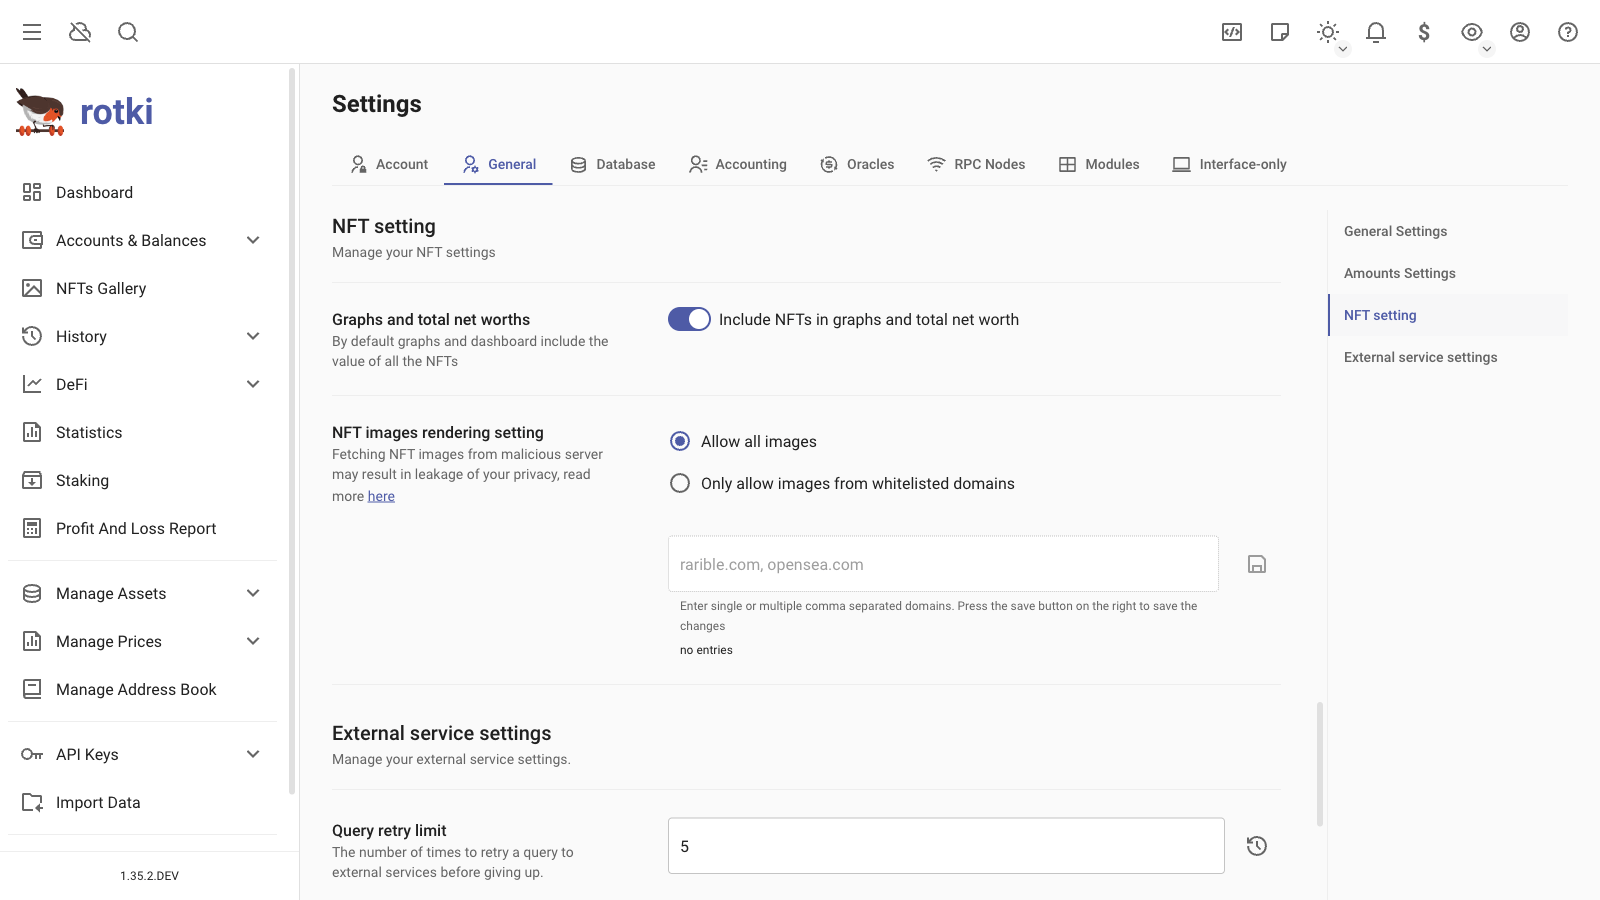 rotki
Dashboard
Accounts & Balances
NFTs Gallery
History
DeFi
Statistics
Staking
Profit And Loss Report
Manage Assets
Manage Prices
Manage Address Book
API Keys
Import Data
1.35.2.DEV
Settings
Account
General
Database
Accounting
Oracles
RPC Nodes
Modules
Interface-only
NFT setting
Manage your NFT settings
Graphs and total net worths
By default graphs and dashboard include the
value of all the NFTs
Include NFTs in graphs and total net worth
NFT images rendering setting
Fetching NFT images from malicious server
may result in leakage of your privacy, read
more here
Allow all images
Only allow images from whitelisted domains
rarible.com, opensea.com
Enter single or multiple comma separated domains. Press the save button on the right to save the
changes
no entries
External service settings
Manage your external service settings.
Query retry limit
The number of times to retry a query to
external services before giving up.
5
General Settings
Amounts Settings
NFT setting
External service settings